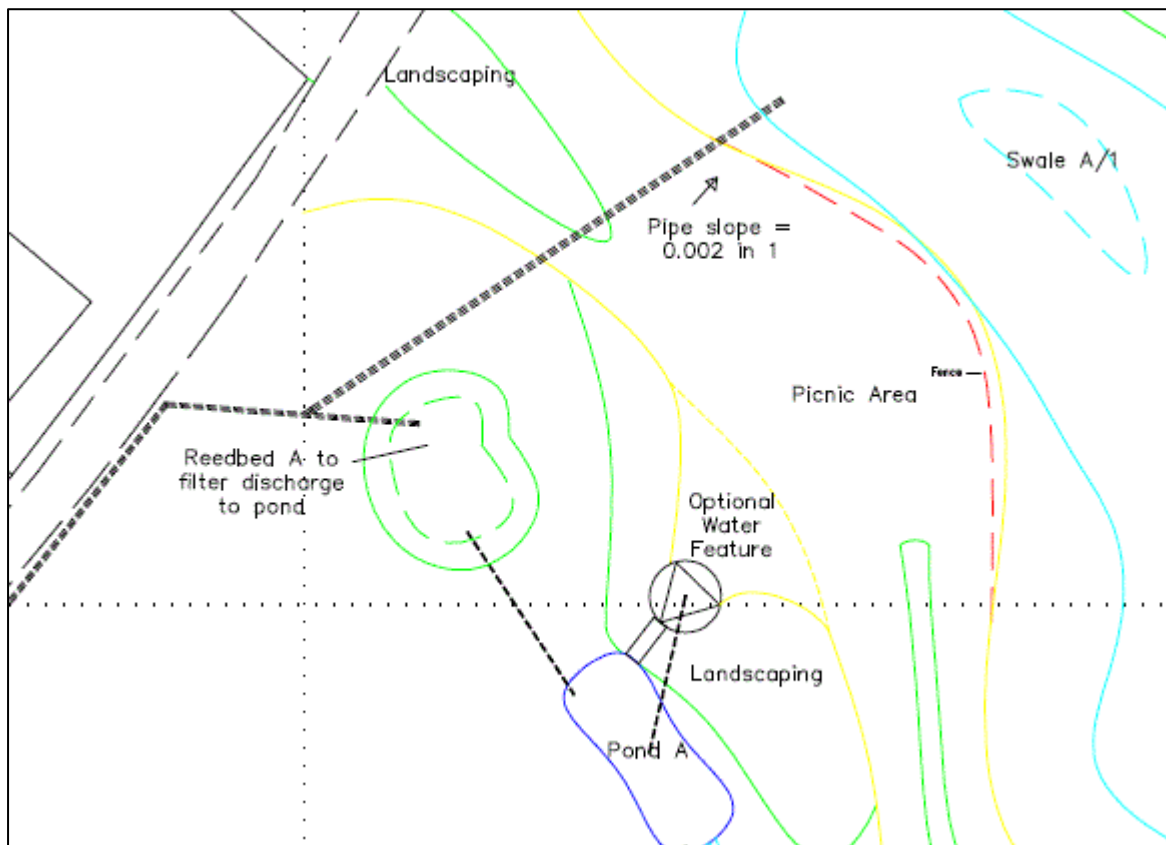 Landscaping
Swale A/1
Pipe slope =
0.002 in 1
Fence
Picnic Area
Reedbed A to
filter discharge
to pond
Optional
Water
Feature
Landscaping
Pond A